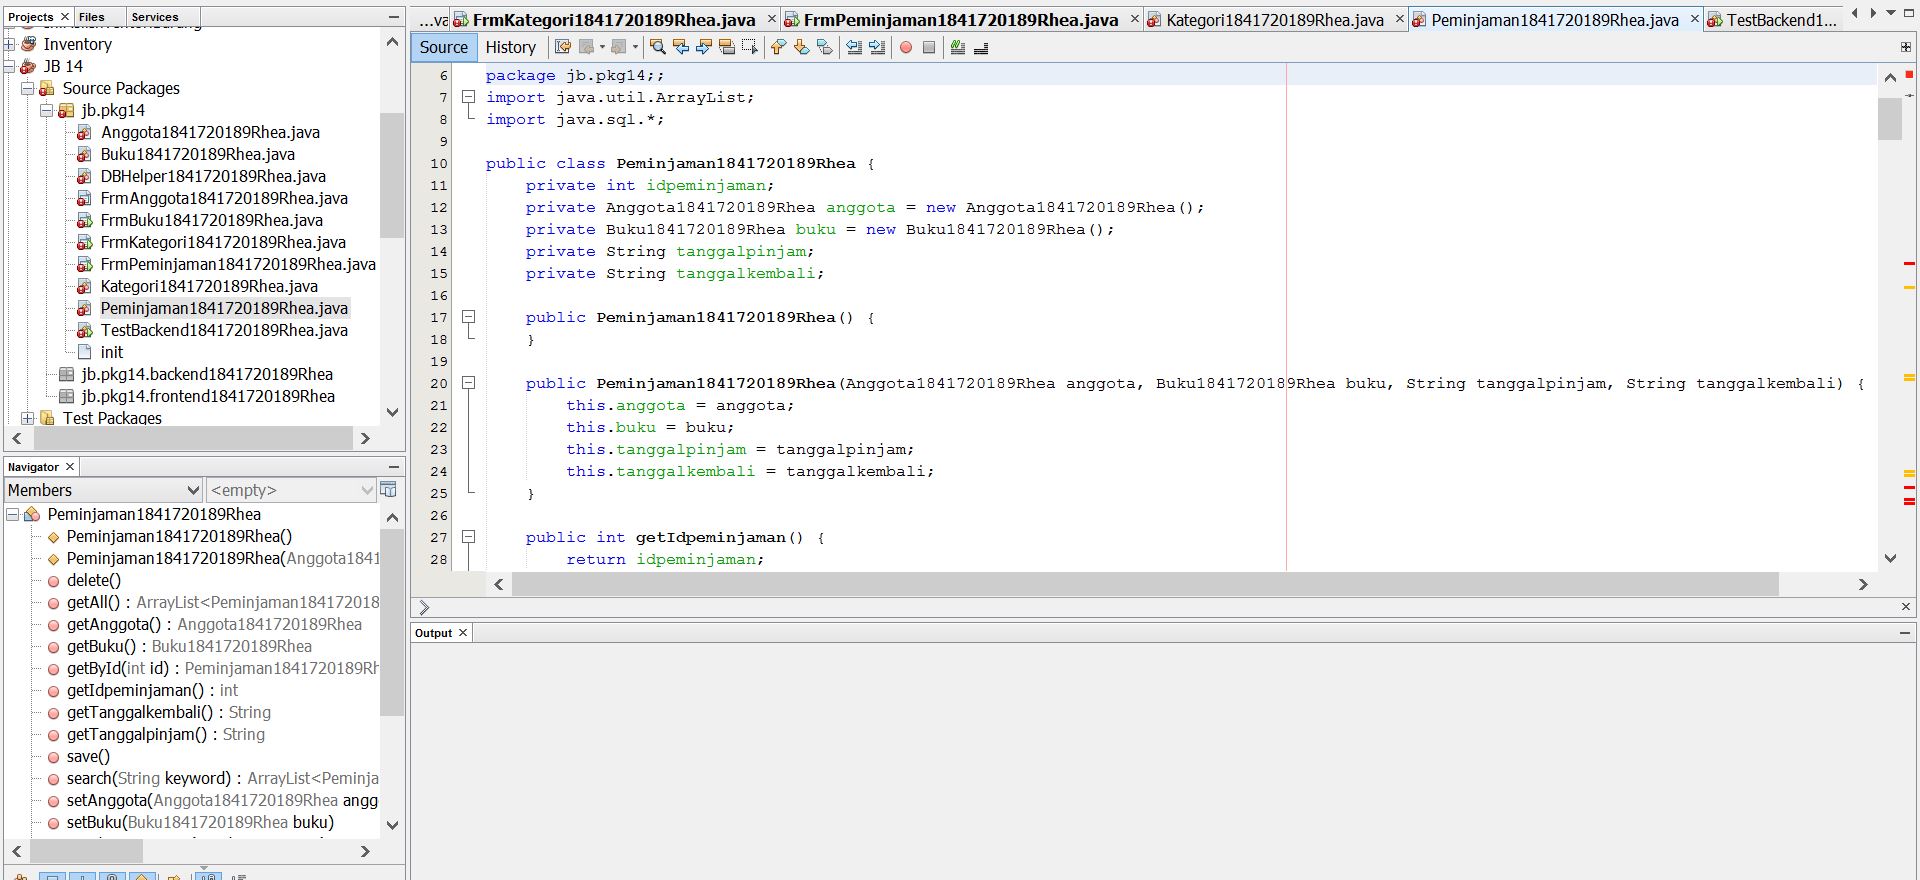 Projects Files Services
Inventory
JB 14
Source Packages
jb.pkg14
Anggota1841720189Rhea.java
Buku1841720189Rhea.java
DBHelper1841720189Rhea.java
FrmAnggota1841720189Rhea.java
FrmBuku1841720189Rhea.java
FrmKategori1841720189Rhea.java
FrmPeminjaman1841720189Rhea.java
Kategori1841720189Rhea.java
Peminjaman1841720189Rhea.java
TestBackend1841720189Rhea.java
init
jb.pkg14.backend1841720189Rhea
jb.pkg14.frontend1841720189Rhea
Test Packages
Navigator
Members <empty>
Peminjaman1841720189Rhea
Peminjaman1841720189Rhea()
Peminjaman1841720189Rhea(Anggota1841
delete()
getAll() : ArrayList<Peminjaman184172018
getAnggota() : Anggota1841720189Rhea
getBuku() : Buku1841720189Rhea
getById(int id) : Peminjaman1841720189Rh
getIdpeminjaman() : int
getTanggalkembali() : String
getTanggalpinjam() : String
save()
search(String keyword) : ArrayList<Peminja
setAnggota(Anggota1841720189Rhea angg
setBuku(Buku1841720189Rhea buku)
...va FrmKategori1841720189Rhea.java FrmPeminjaman1841720189Rhea.java Kategori1841720189Rhea.java Peminjaman1841720189Rhea.java TestBackend1...
Source History
6 package jb.pkg14;;
7 import java.util.ArrayList;
8 import java.sql.*;
9
10 public class Peminjaman1841720189Rhea {
11 private int idpeminjaman;
12 private Anggota1841720189Rhea anggota = new Anggota1841720189Rhea();
13 private Buku1841720189Rhea buku = new Buku1841720189Rhea();
14 private String tanggalpinjam;
15 private String tanggalkembali;
16
17 public Peminjaman1841720189Rhea() {
18 }
19
20 public Peminjaman1841720189Rhea(Anggota1841720189Rhea anggota, Buku1841720189Rhea buku, String tanggalpinjam, String tanggalkembali) {
21 this.anggota = anggota;
22 this.buku = buku;
23 this.tanggalpinjam = tanggalpinjam;
24 this.tanggalkembali = tanggalkembali;
25 }
26
27 public int getIdpeminjaman() {
28 return idpeminjaman;
Output